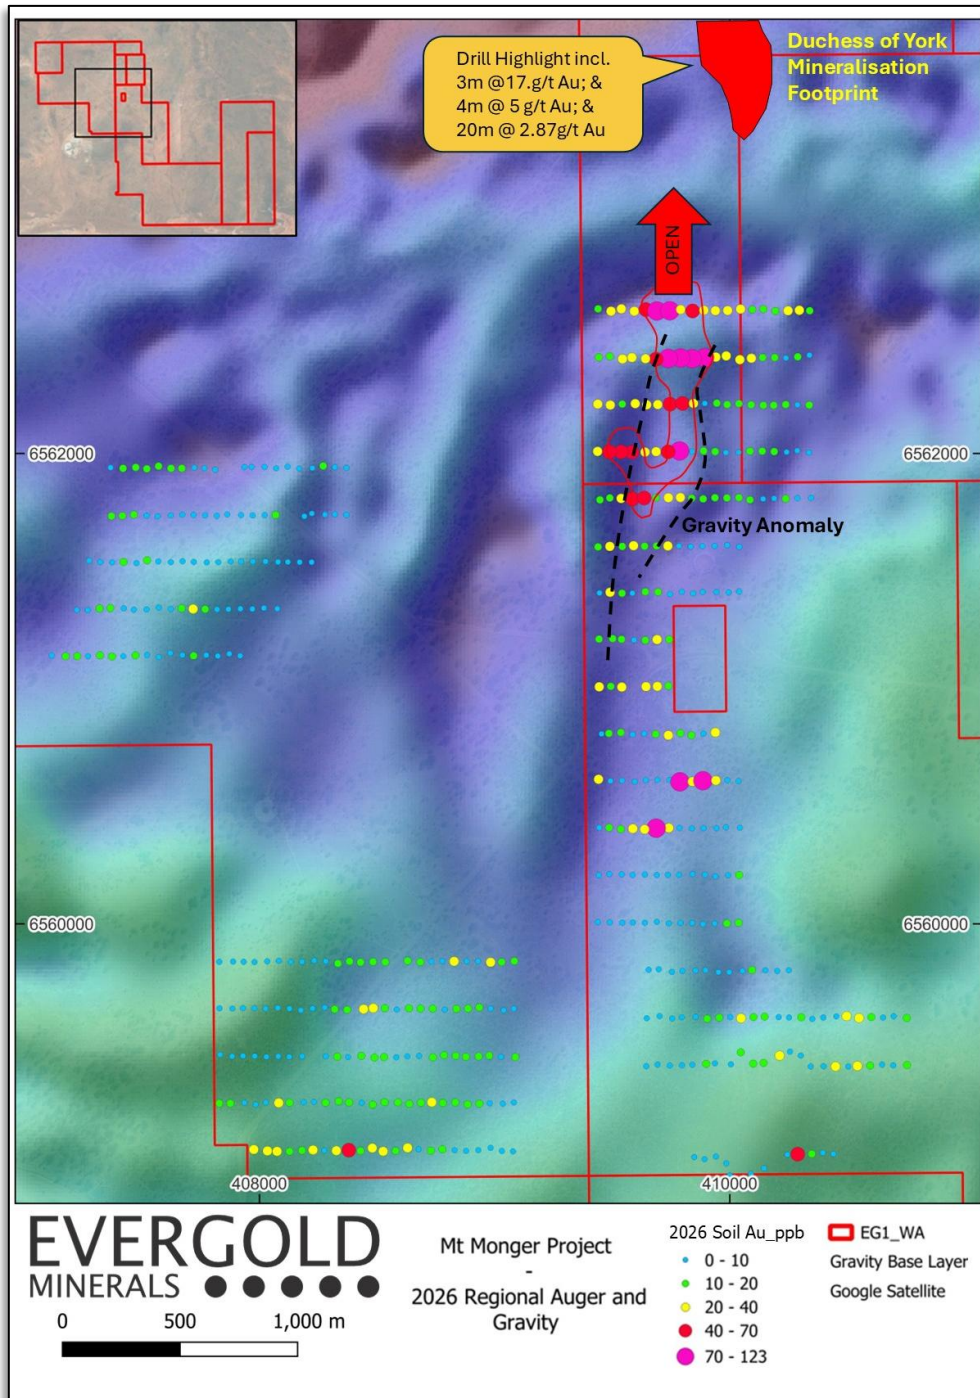 Drill Highlight incl.
3m @17.g/t Au; &
4m @ 5 g/t Au; &
20m @ 2.87g/t Au
Duchess of York
Mineralisation
Footprint
OPEN
6562000
6562000
Gravity Anomaly
6560000
6560000
408000
410000
EVERGOLD
MINERALS
0 500 1,000 m
Mt Monger Project
-
2026 Regional Auger and
Gravity
2026 Soil Au_ppb
0 - 10
10 - 20
20 - 40
40 - 70
70 - 123
EG1_WA
Gravity Base Layer
Google Satellite